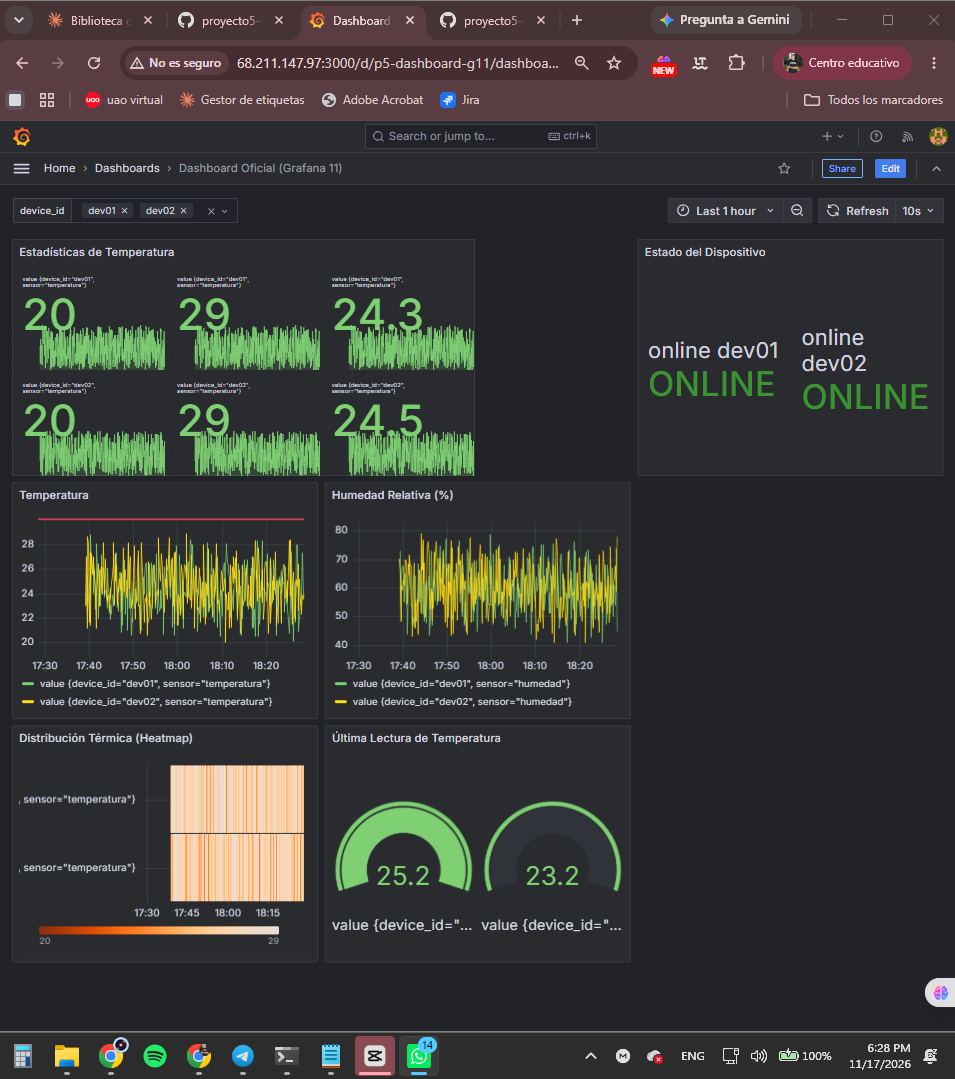 Biblioteca
proyecto5-
Dashboard
proyecto5-
Pregunta a Gemini
No es seguro
68.211.147.97:3000/d/p5-dashboard-g11/dashboa...
NEW
Centro educativo
uao
uao virtual
Gestor de etiquetas
Adobe Acrobat
Jira
Todos los marcadores
Search or jump to...
ctrl+k
Home
Dashboards
Dashboard Oficial (Grafana 11)
Share
Edit
device_id
dev01
dev02
Last 1 hour
Refresh
10s
Estadísticas de Temperatura
value {device_id="dev01",
sensor="temperatura"}
20
value {device_id="dev01",
sensor="temperatura"}
29
value {device_id="dev01",
sensor="temperatura"}
24.3
value {device_id="dev02",
sensor="temperatura"}
20
value {device_id="dev02",
sensor="temperatura"}
29
value {device_id="dev02",
sensor="temperatura"}
24.5
Estado del Dispositivo
online dev01
ONLINE
online
dev02
ONLINE
Temperatura
28
26
24
22
20
17:30 17:40 17:50 18:00 18:10 18:20
value {device_id="dev01", sensor="temperatura"}
value {device_id="dev02", sensor="temperatura"}
Humedad Relativa (%)
80
70
60
50
40
17:30 17:40 17:50 18:00 18:10 18:20
value {device_id="dev01", sensor="humedad"}
value {device_id="dev02", sensor="humedad"}
Distribución Térmica (Heatmap)
, sensor="temperatura"}
, sensor="temperatura"}
17:30 17:45 18:00 18:15
20 29
Última Lectura de Temperatura
25.2
23.2
value {device_id="...
value {device_id="...
14
M
ENG
100%
6:28 PM
11/17/2026